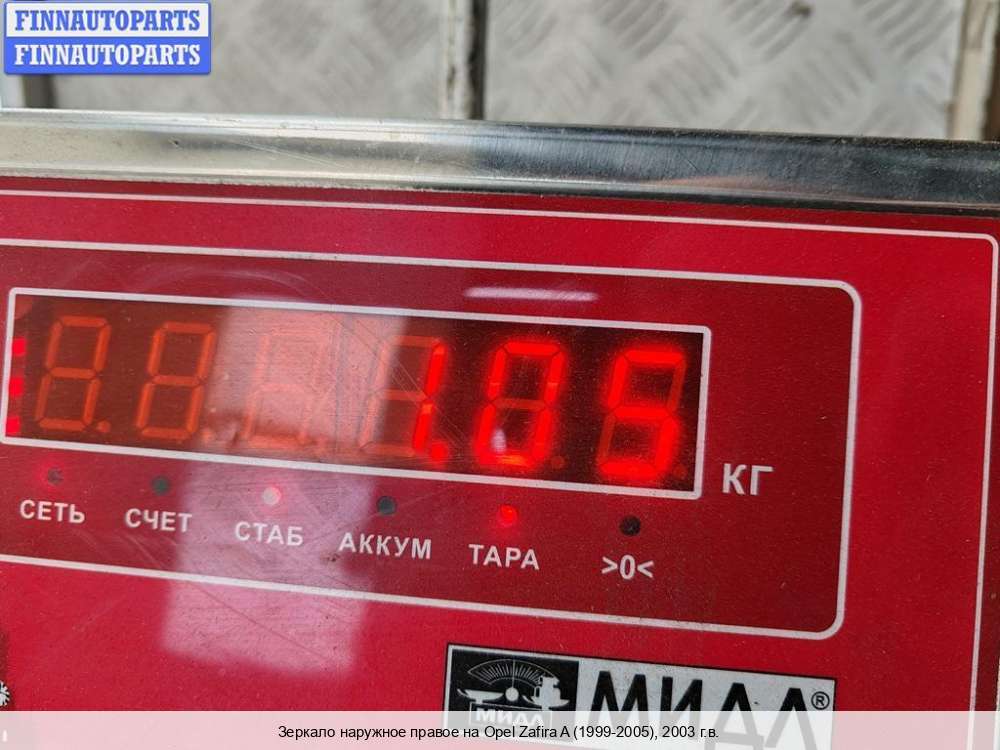 FINNAUTOPARTS
FINNAUTOPARTS
1.05
КГ
СЕТЬ СЧЕТ СТАБ АККУМ ТАРА >0<
МИДЛ®
МИДЛ
Зеркало наружное правое на Opel Zafira A (1999-2005), 2003 г.в.